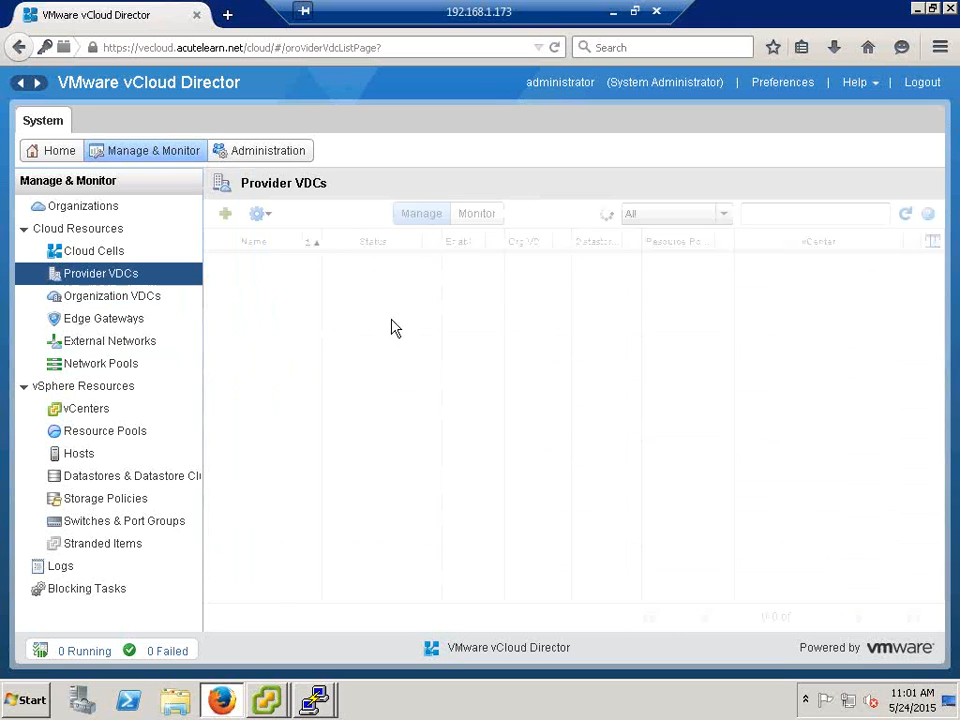 VMware vCloud Director
192.168.1.173
https://vecloud.acutelearn.net/cloud/#/providerVdcListPage?
Search
VMware vCloud Director
administrator (System Administrator) | Preferences | Help | Logout
System
Home
Manage & Monitor
Administration
Manage & Monitor
Provider VDCs
Organizations
Manage
Monitor
All
Cloud Resources
Name
Status
Cloud Cells
Provider VDCs
Organization VDCs
Edge Gateways
External Networks
Network Pools
vSphere Resources
vCenters
Resource Pools
Hosts
Datastores & Datastore Cl
Storage Policies
Switches & Port Groups
Stranded Items
Logs
Blocking Tasks
0 Running
0 Failed
VMware vCloud Director
Powered by vmware
Start
11:01 AM
5/24/2015